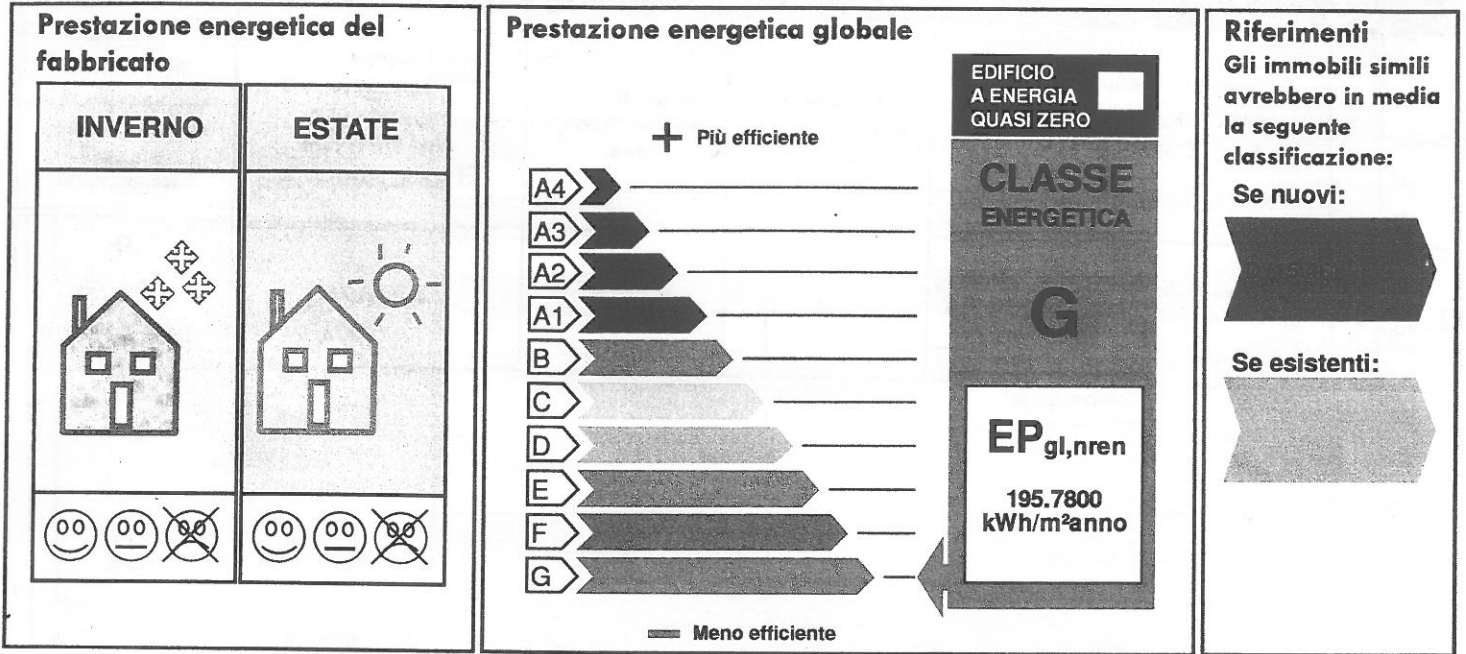 Prestazione energetica del
fabbricato
INVERNO
ESTATE
Prestazione energetica globale
+ Più efficiente
A4
A3
A2
A1
B
C
D
E
F
G
Meno efficiente
EDIFICIO
A ENERGIA
QUASI ZERO
CLASSE
ENERGETICA
G
EPgl,nren
195.7800
kWh/m²anno
Riferimenti
Gli immobili simili
avrebbero in media
la seguente
classificazione:
Se nuovi:
Se esistenti: